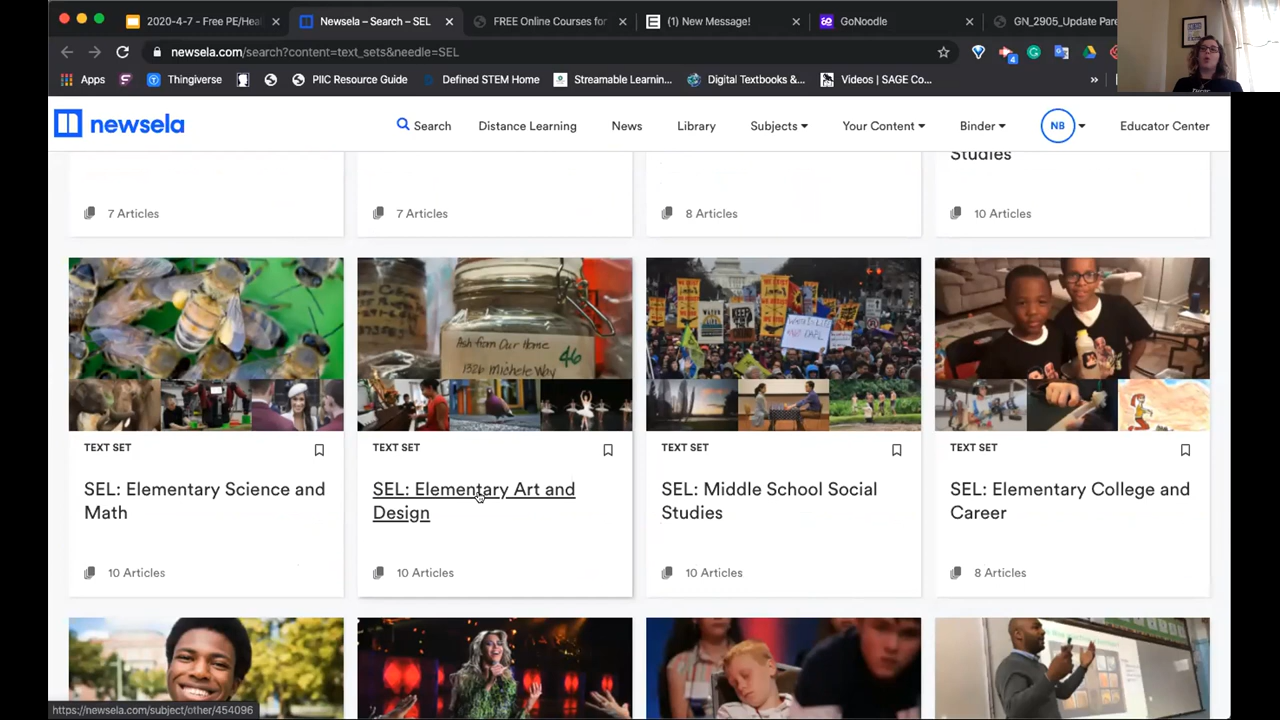 2020-4-7 - Free PE/Heal
Newsela – Search – SEL
FREE Online Courses for
(1) New Message!
GoNoodle
GN_2905_Update Pare
newsela.com/search?content=text_sets&needle=SEL
4
Apps
Thingiverse
PIIC Resource Guide
Defined STEM Home
Streamable Learnin...
Digital Textbooks &...
Videos | SAGE Co...
»
newsela
Search
Distance Learning
News
Library
Subjects
Your Content
Binder
NB
Educator Center
Studies
7 Articles
7 Articles
8 Articles
10 Articles
Ash from Our Home
46
1326 Michele Way
TEXT SET
SEL: Elementary Science and
Math
10 Articles
TEXT SET
SEL: Elementary Art and
Design
10 Articles
TEXT SET
SEL: Middle School Social
Studies
10 Articles
TEXT SET
SEL: Elementary College and
Career
8 Articles
https://newsela.com/subject/other/454096